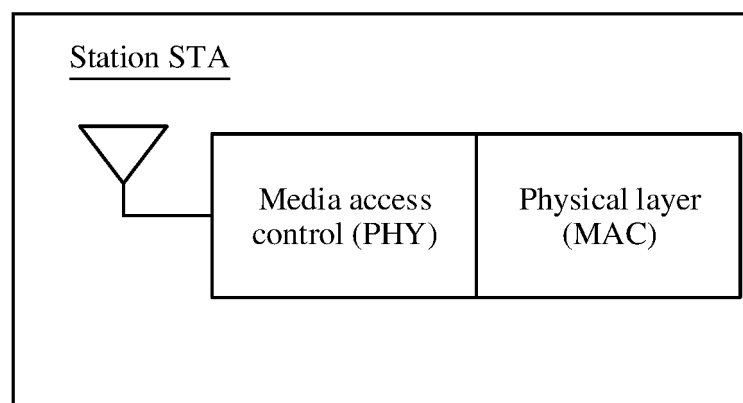 Station STA
Media access
control (PHY)
Physical layer
(MAC)